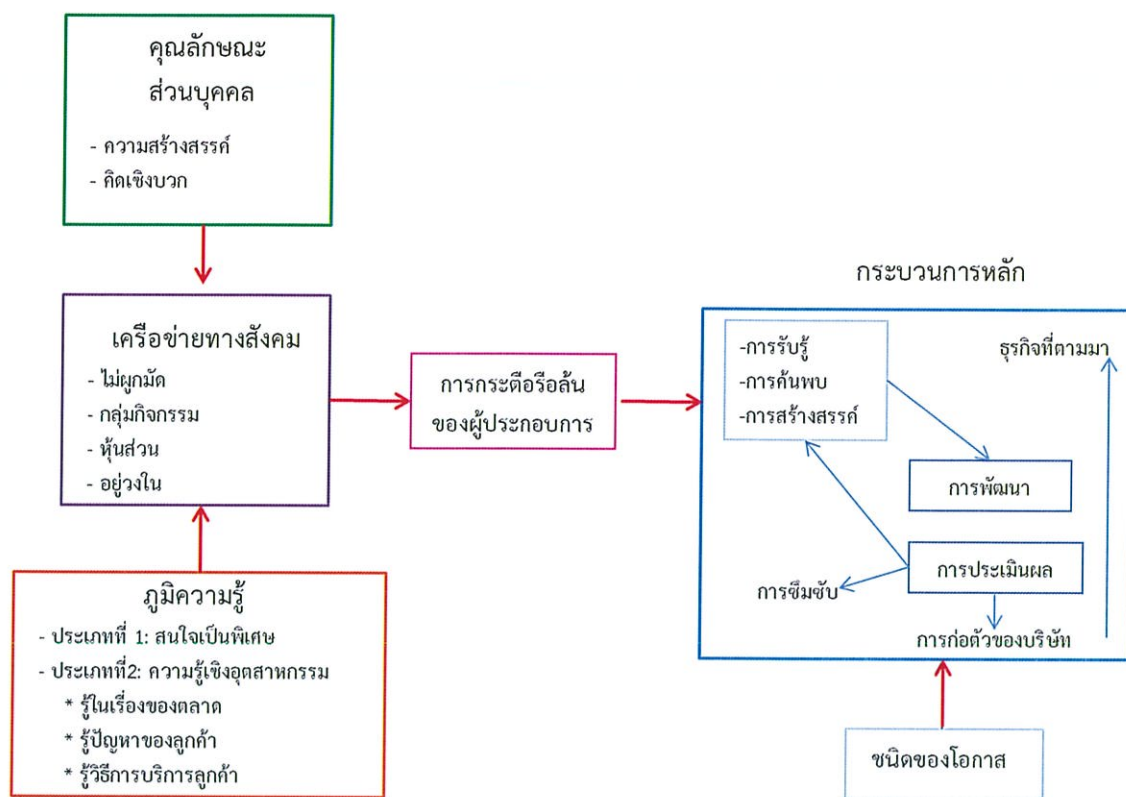 คุณลักษณะ
ส่วนบุคคล
- ความสร้างสรรค์
- คิดเชิงบวก
เครือข่ายทางสังคม
- ไม่ผูกมัด
- กลุ่มกิจกรรม
- หุ้นส่วน
- อยู่วงใน
ภูมิความรู้
- ประเภทที่ 1: สนใจเป็นพิเศษ
- ประเภทที่2: ความรู้เชิงอุตสาหกรรม
* รู้ในเรื่องของตลาด
* รู้ปัญหาของลูกค้า
* รู้วิธีการบริการลูกค้า
การกระตือรือล้น
ของผู้ประกอบการ
กระบวนการหลัก
-การรับรู้
-การค้นพบ
-การสร้างสรรค์
ธุรกิจที่ตามมา
การพัฒนา
การประเมินผล
การซึมซับ
การก่อตัวของบริษัท
ชนิดของโอกาส